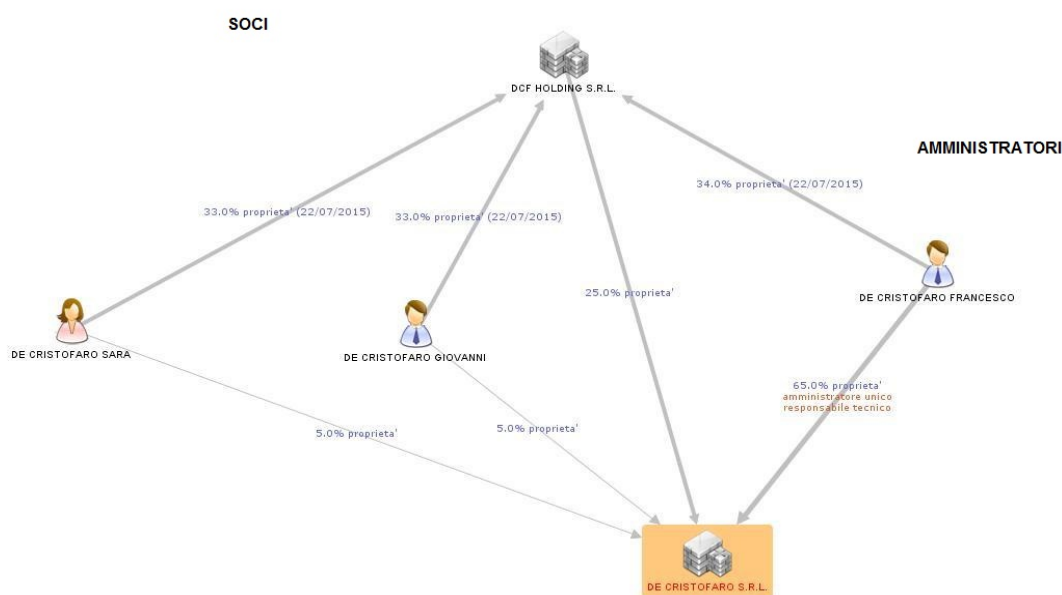 SOCI
DCF HOLDING S.R.L.
AMMINISTRATORI
34.0% proprieta' (22/07/2015)
33.0% proprieta' (22/07/2015)
33.0% proprieta' (22/07/2015)
25.0% proprieta'
DE CRISTOFARO FRANCESCO
DE CRISTOFARO SARA
DE CRISTOFARO GIOVANNI
65.0% proprieta'
amministratore unico
responsabile tecnico
5.0% proprieta'
5.0% proprieta'
DE CRISTOFARO S.R.L.